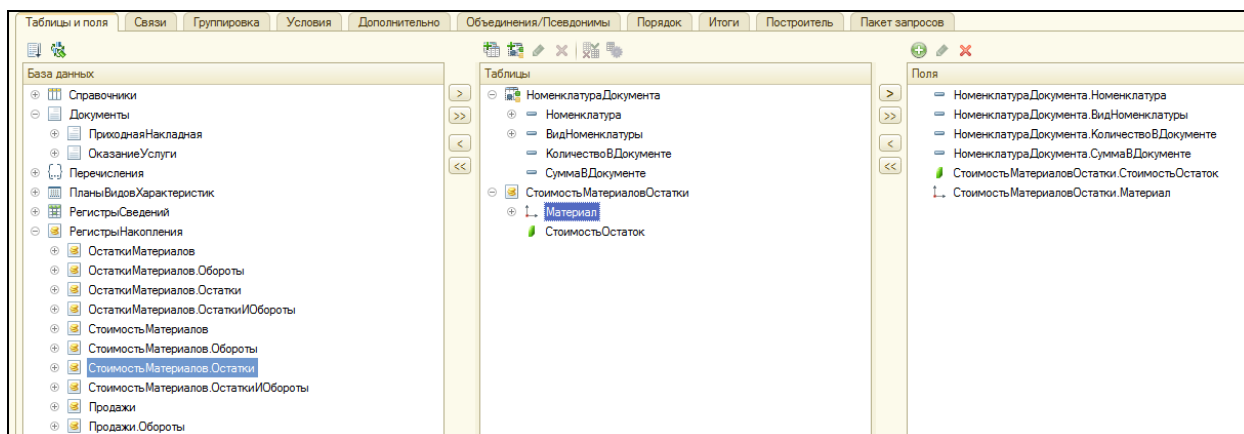 Таблицы и поля Связи Группировка Условия Дополнительно Объединения/Псевдонимы Порядок Итоги Построитель Пакет запросов
База данных
Справочники
Документы
ПриходнаяНакладная
ОказаниеУслуги
Перечисления
ПланыВидовХарактеристик
РегистрыСведений
РегистрыНакопления
ОстаткиМатериалов
ОстаткиМатериалов.Обороты
ОстаткиМатериалов.Остатки
ОстаткиМатериалов.ОстаткиИОбороты
СтоимостьМатериалов
СтоимостьМатериалов.Обороты
СтоимостьМатериалов.Остатки
СтоимостьМатериалов.ОстаткиИОбороты
Продажи
Продажи.Обороты
>
>>
<
<<
Таблицы
НоменклатураДокумента
Номенклатура
ВидНоменклатуры
КоличествоВДокументе
СуммаВДокументе
СтоимостьМатериаловОстатки
Материал
СтоимостьОстаток
>
>>
<
<<
Поля
НоменклатураДокумента.Номенклатура
НоменклатураДокумента.ВидНоменклатуры
НоменклатураДокумента.КоличествоВДокументе
НоменклатураДокумента.СуммаВДокументе
СтоимостьМатериаловОстатки.СтоимостьОстаток
СтоимостьМатериаловОстатки.Материал